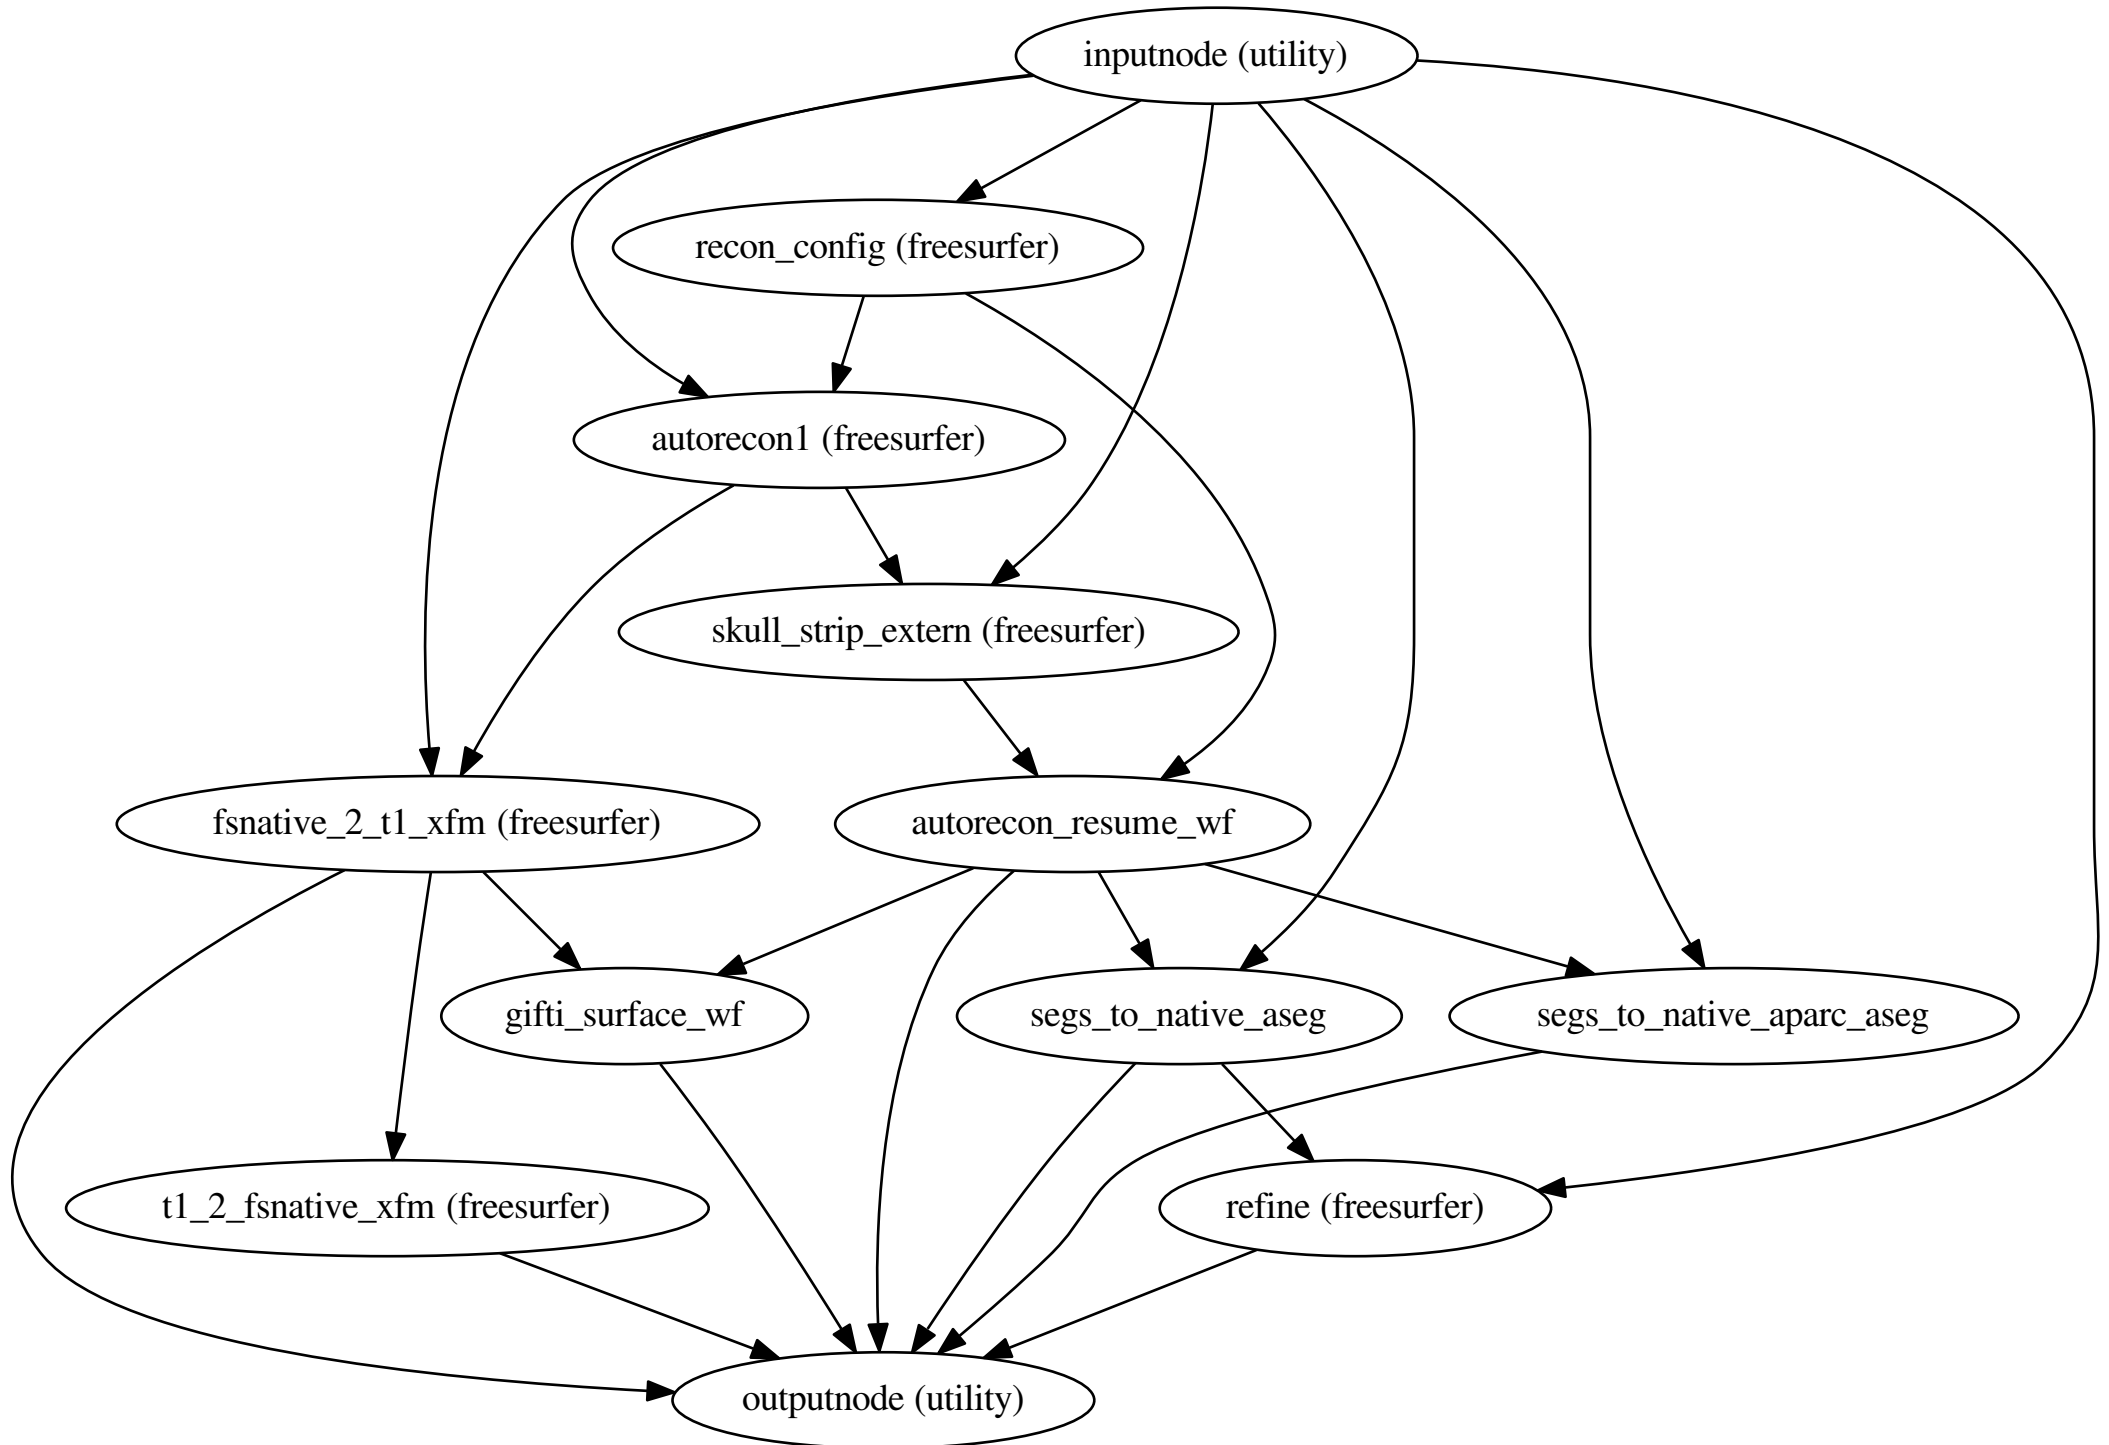 inputnode (utility)
recon_config (freesurfer)
autorecon1 (freesurfer)
skull_strip_extern (freesurfer)
fsnative_2_t1_xfm (freesurfer)
autorecon_resume_wf
gifti_surface_wf
segs_to_native_aseg
segs_to_native_aparc_aseg
t1_2_fsnative_xfm (freesurfer)
refine (freesurfer)
outputnode (utility)